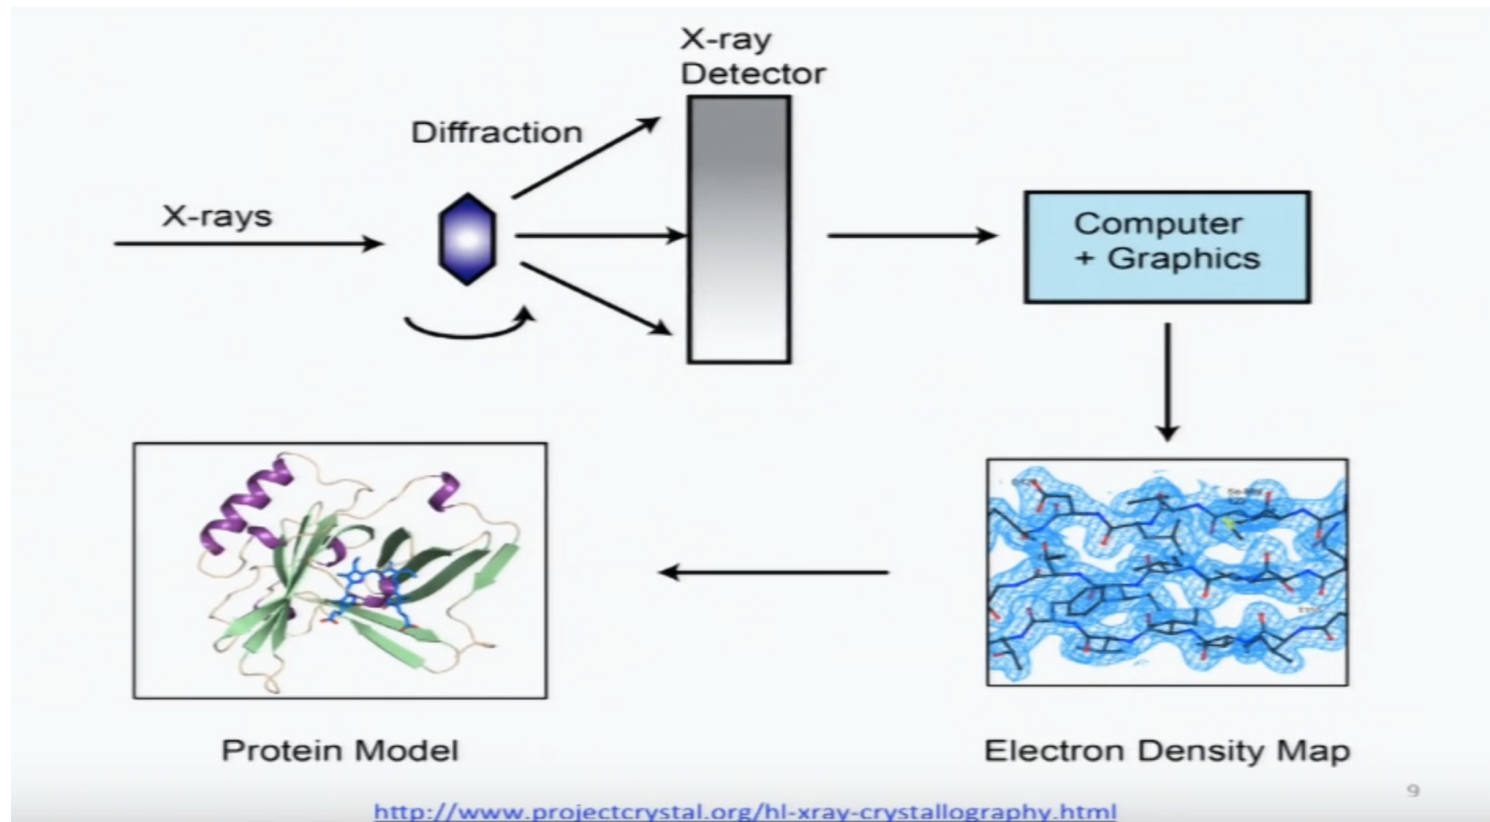 X-ray
Detector
Diffraction
X-rays
Computer
+ Graphics
Protein Model
Electron Density Map
9
http://www.projectcrystal.org/hl-xray-crystallography.html